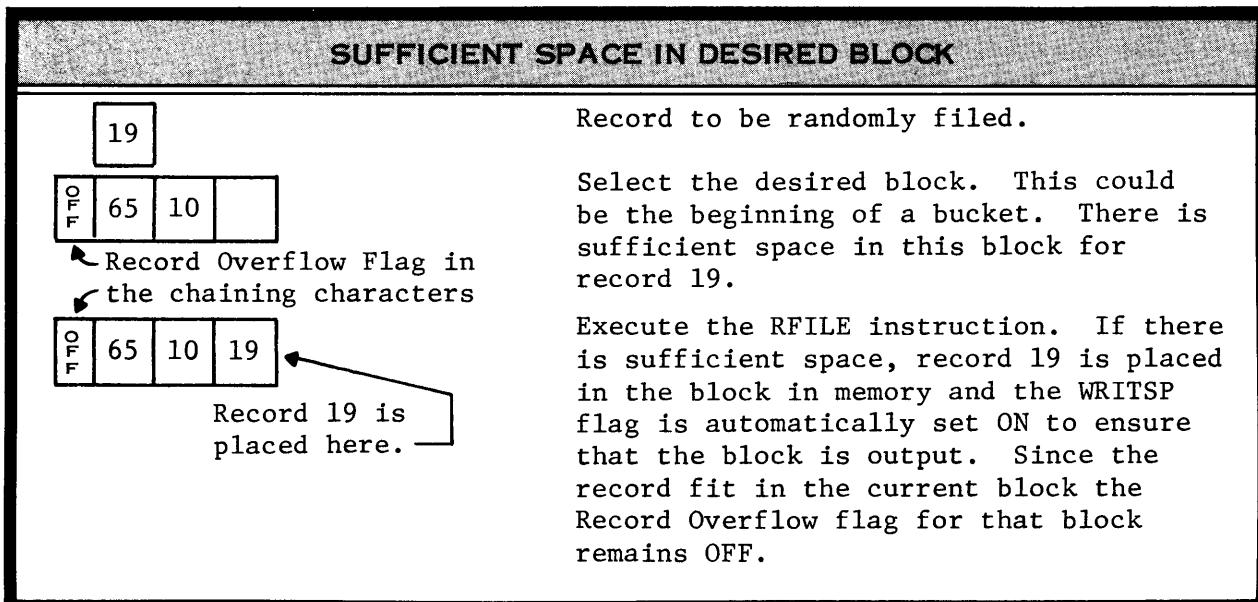 SUFFICIENT SPACE IN DESIRED BLOCK
19
Record to be randomly filed.
OFF 65 10
Select the desired block. This could
be the beginning of a bucket. There is
sufficient space in this block for
record 19.
Record Overflow Flag in
the chaining characters
OFF 65 10 19
Record 19 is
placed here.
Execute the RFILE instruction. If there
is sufficient space, record 19 is placed
in the block in memory and the WRITSP
flag is automatically set ON to ensure
that the block is output. Since the
record fit in the current block the
Record Overflow flag for that block
remains OFF.